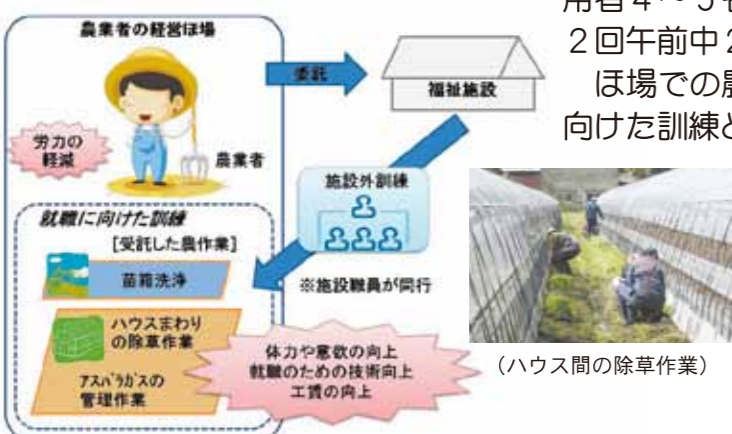 用者4～5
2回午前中2
ほ場での農
向けた訓練と
農業者の経営ほ場
委託
福祉施設
労力の
軽減
農業者
施設外訓練
就職に向けた訓練
[受託した農作業]
苗箱洗浄
※施設職員が同行
ハウスまわり
の除草作業
アスパラガスの
管理作業
体力や意欲の向上
就職のための技術向上
工賃の向上
(ハウス間の除草作業)